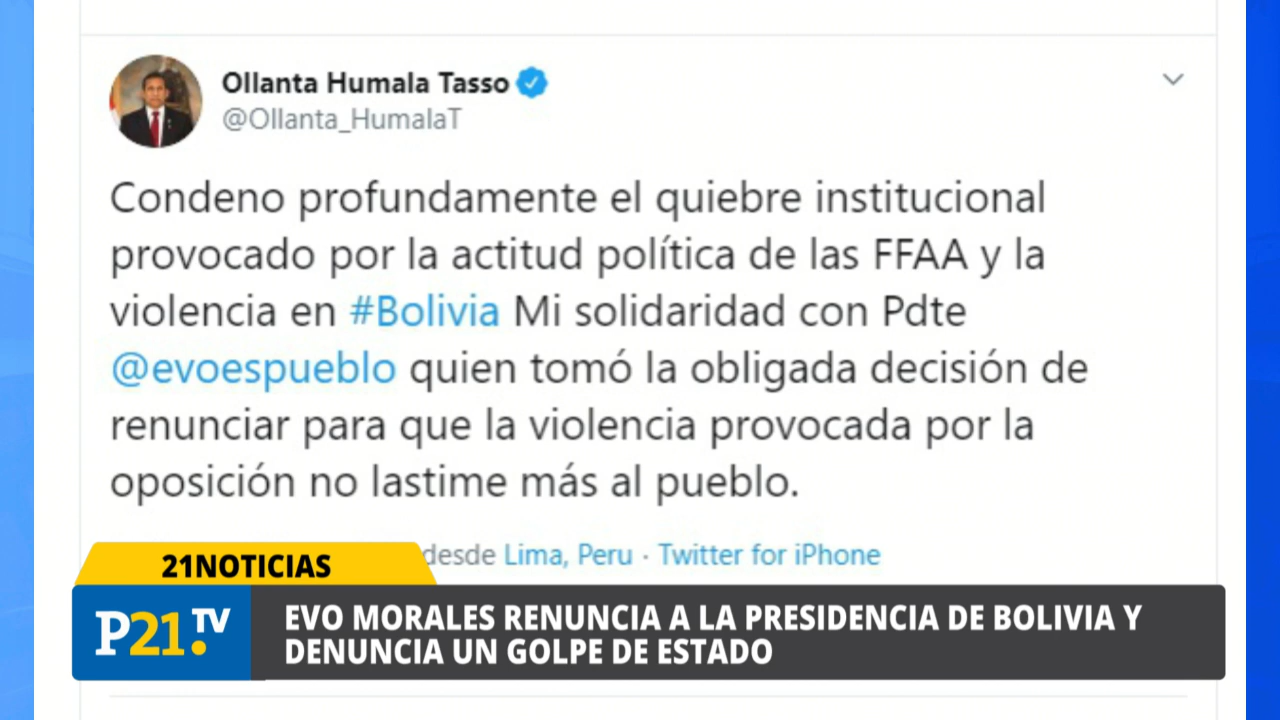 Ollanta Humala Tasso
@Ollanta_HumalaT
Condeno profundamente el quiebre institucional
provocado por la actitud política de las FFAA y la
violencia en #Bolivia Mi solidaridad con Pdte
@evoespueblo quien tomó la obligada decisión de
renunciar para que la violencia provocada por la
oposición no lastime más al pueblo.
desde Lima, Peru · Twitter for iPhone
21NOTICIAS
P21.TV
EVO MORALES RENUNCIA A LA PRESIDENCIA DE BOLIVIA Y
DENUNCIA UN GOLPE DE ESTADO